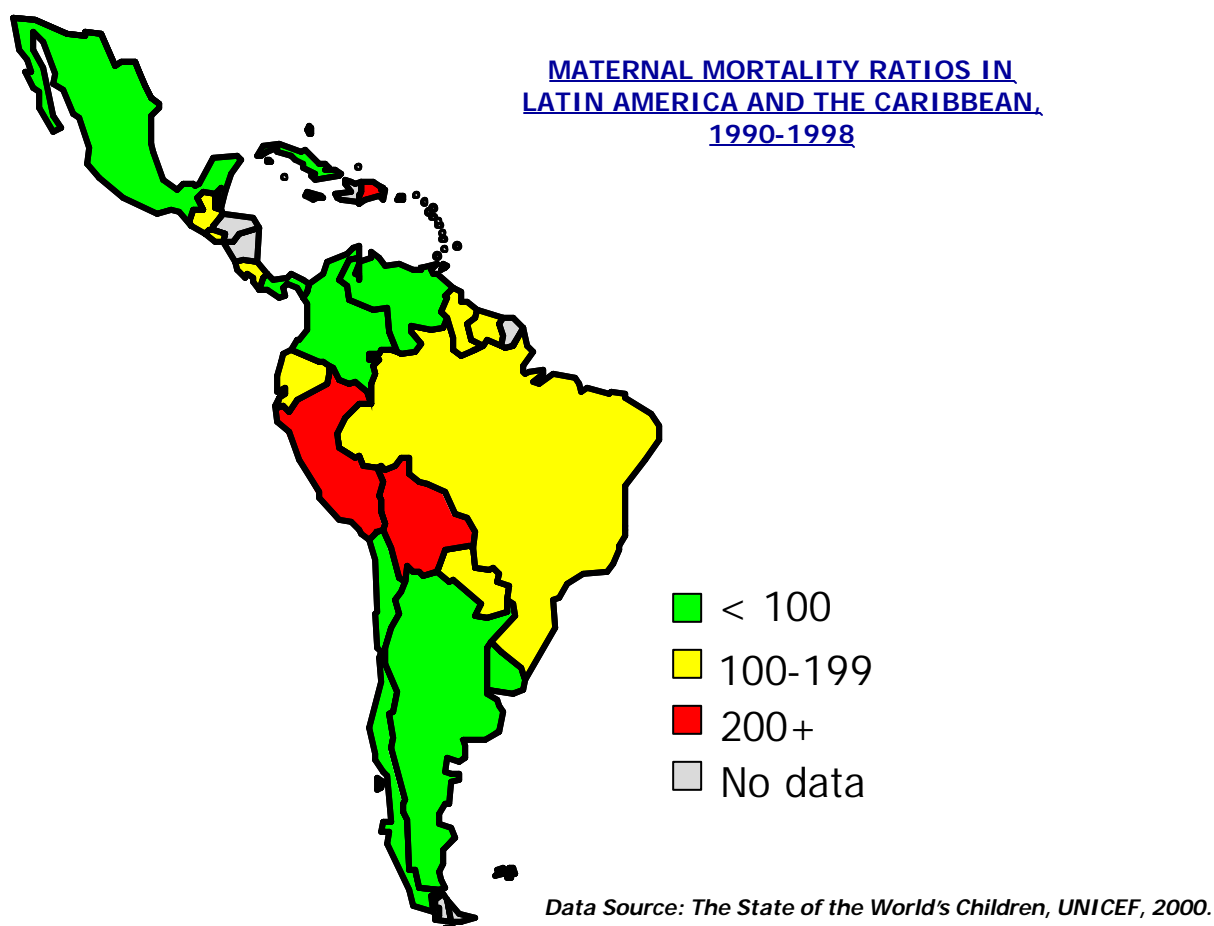 MATERNAL MORTALITY RATIOS IN
LATIN AMERICA AND THE CARIBBEAN,
1990-1998
< 100
100-199
200+
No data
Data Source: The State of the World's Children, UNICEF, 2000.